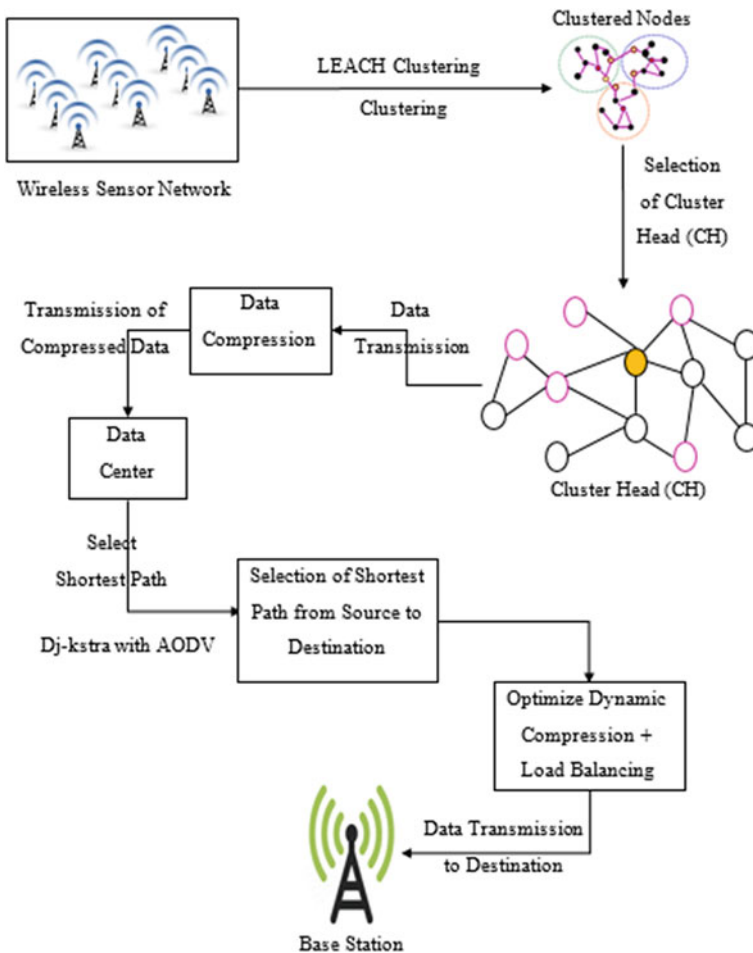 Clustered Nodes
LEACH Clustering
Clustering
Wireless Sensor Network
Selection
of Cluster
Head (CH)
Transmission of
Compressed Data
Data
Compression
Data
Transmission
Cluster Head (CH)
Data
Center
Select
Shortest Path
Dj-kstra with AODV
Selection of Shortest
Path from Source to
Destination
Optimize Dynamic
Compression +
Load Balancing
Data Transmission
to Destination
Base Station